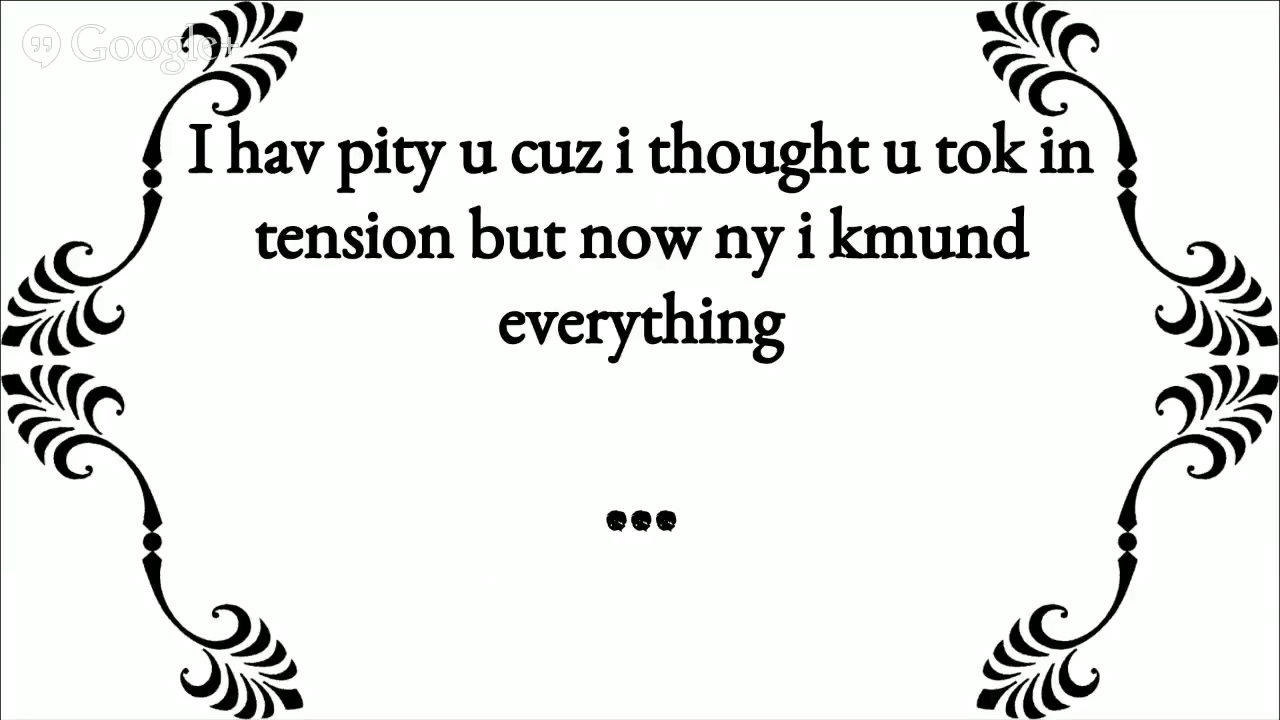 Google+
I hav pity u cuz i thought u tok in
tension but now ny i kmund
everything
...